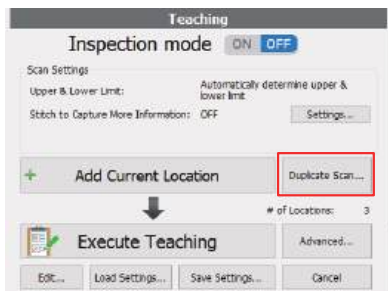 Teaching
Inspection mode ON OFF
Scan Settings
Upper & Lower Limit: Automatically determine upper &
lower limit
Stitch to Capture More Information: OFF Settings...
+ Add Current Location Duplicate Scan...
# of Locations: 3
Execute Teaching Advanced...
Edit... Load Settings... Save Settings... Cancel